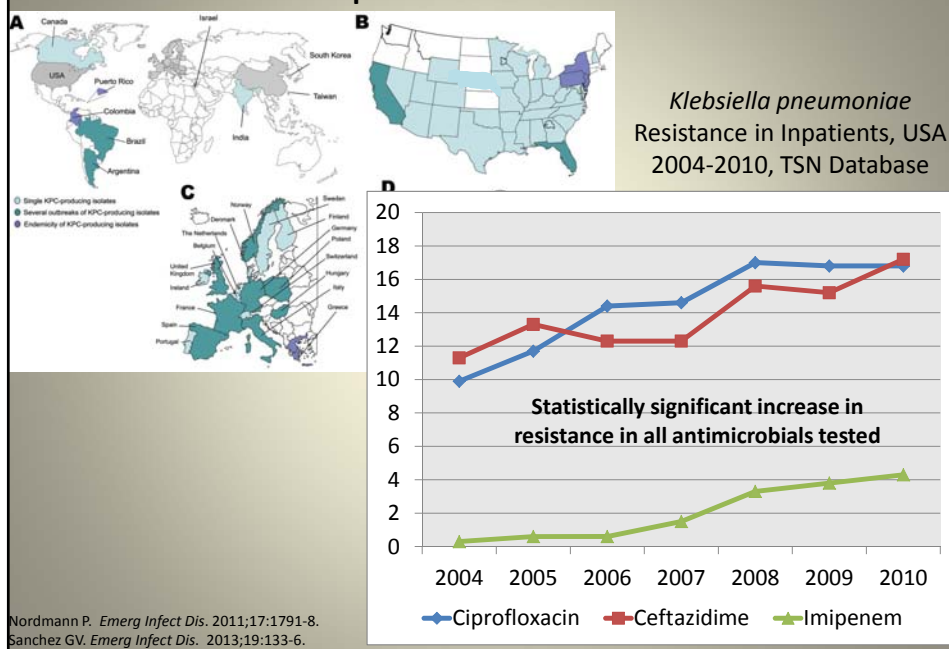 A
Canada
Israel
USA
South Korea
Puerto Rico
Taiwan
Colombia
India
Brazil
Argentina
Single KPC-producing isolates
Several outbreaks of KPC-producing isolates
Endemicity of KPC-producing isolates
B
C
Sweden
Norway
Finland
Denmark
Germany
The Netherlands
Poland
Belgium
Switzerland
United
Kingdom
Hungary
Ireland
Italy
France
Greece
Spain
Portugal
D
Klebsiella pneumoniae
Resistance in Inpatients, USA
2004-2010, TSN Database
20
18
16
14
12
10
8
6
4
2
0
Statistically significant increase in
resistance in all antimicrobials tested
2004 2005 2006 2007 2008 2009 2010
Ciprofloxacin Ceftazidime Imipenem
Nordmann P. Emerg Infect Dis. 2011;17:1791-8.
Sanchez GV. Emerg Infect Dis. 2013;19:133-6.